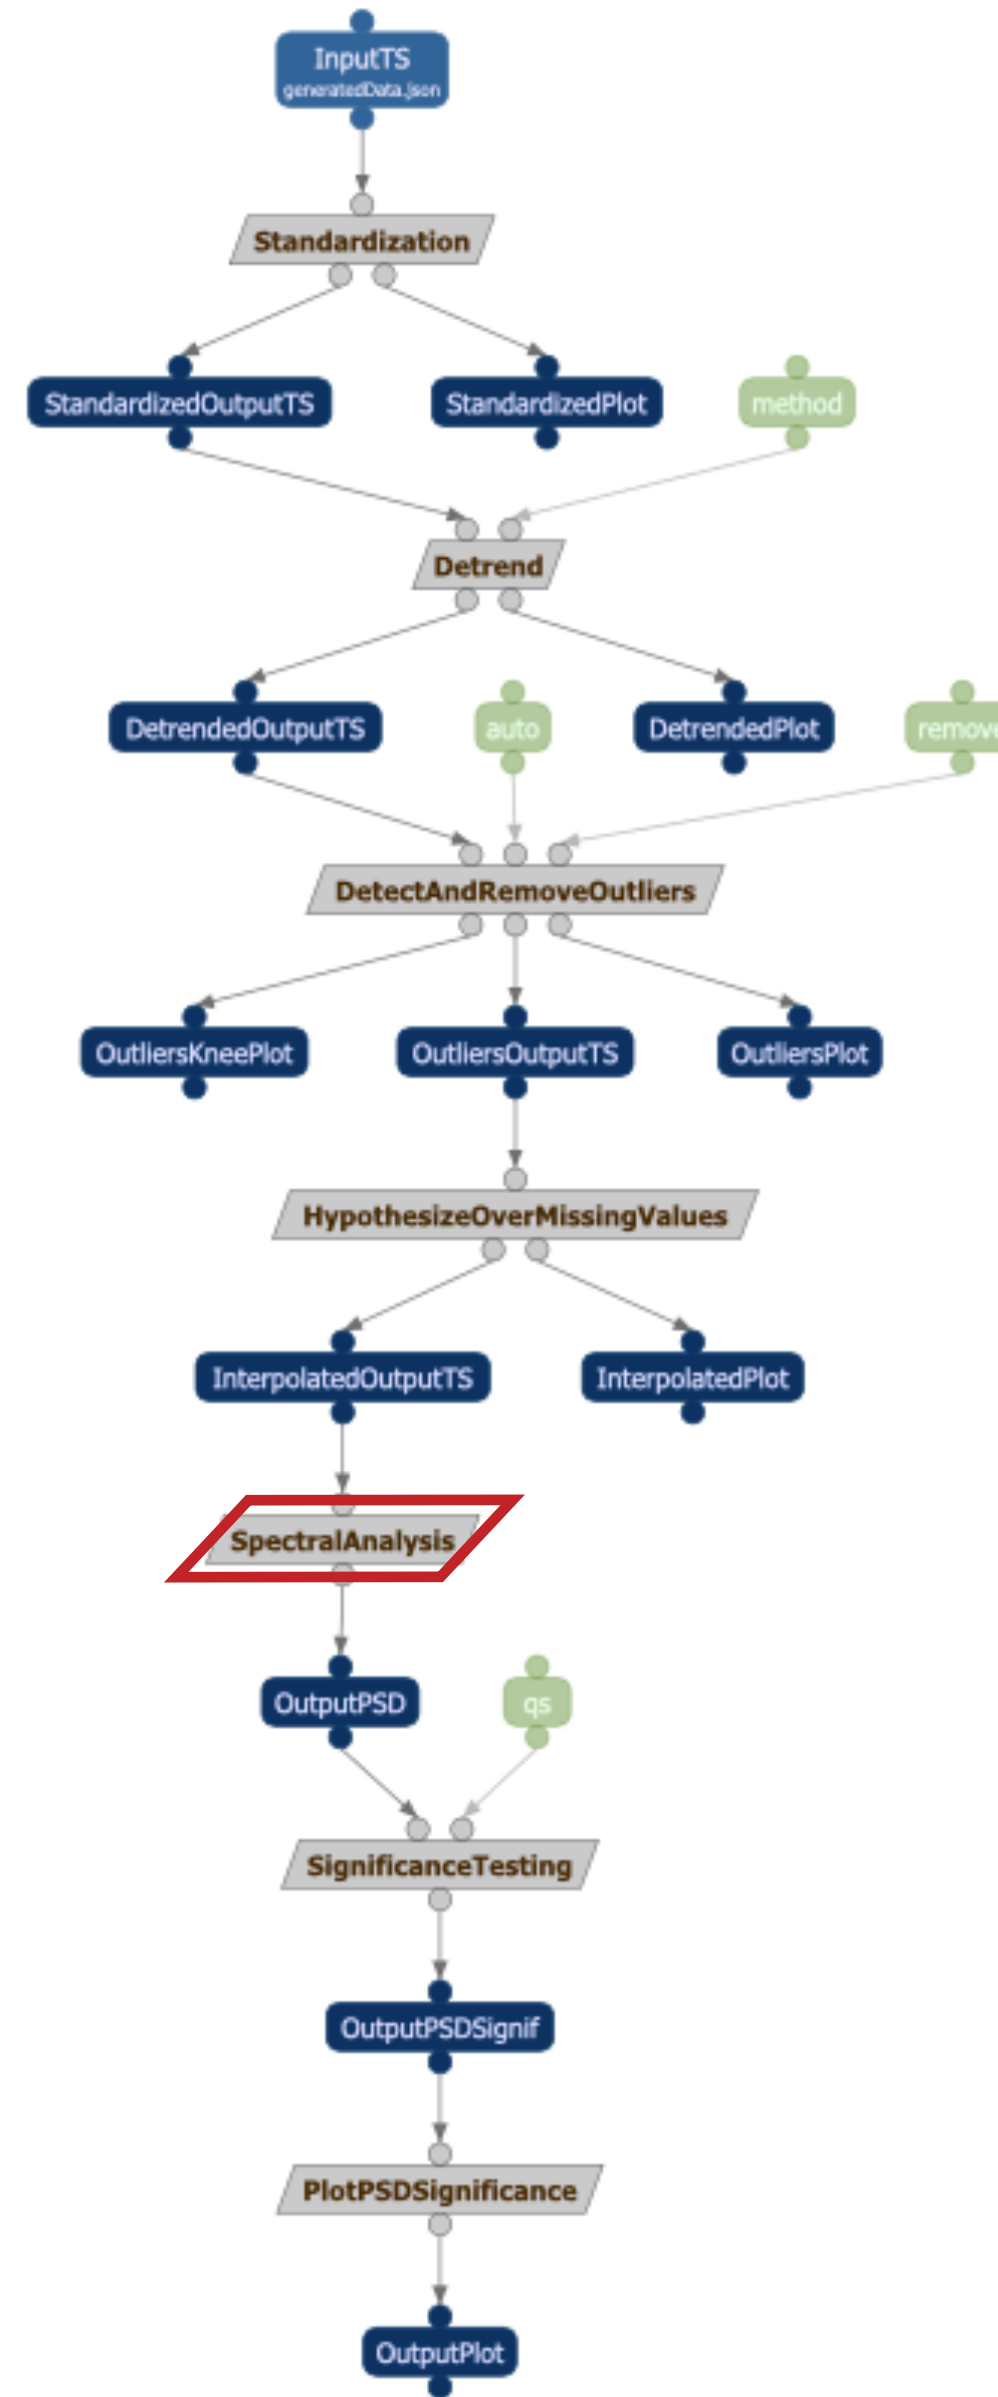 InputTS
generatedData.json
Standardization
StandardizedOutputTS
StandardizedPlot
method
Detrend
DetrendedOutputTS
auto
DetrendedPlot
remove
DetectAndRemoveOutliers
OutliersKneePlot
OutliersOutputTS
OutliersPlot
HypothesizeOverMissingValues
InterpolatedOutputTS
InterpolatedPlot
SpectralAnalysis
OutputPSD
qs
SignificanceTesting
OutputPSDSignif
PlotPSDSignificance
OutputPlot